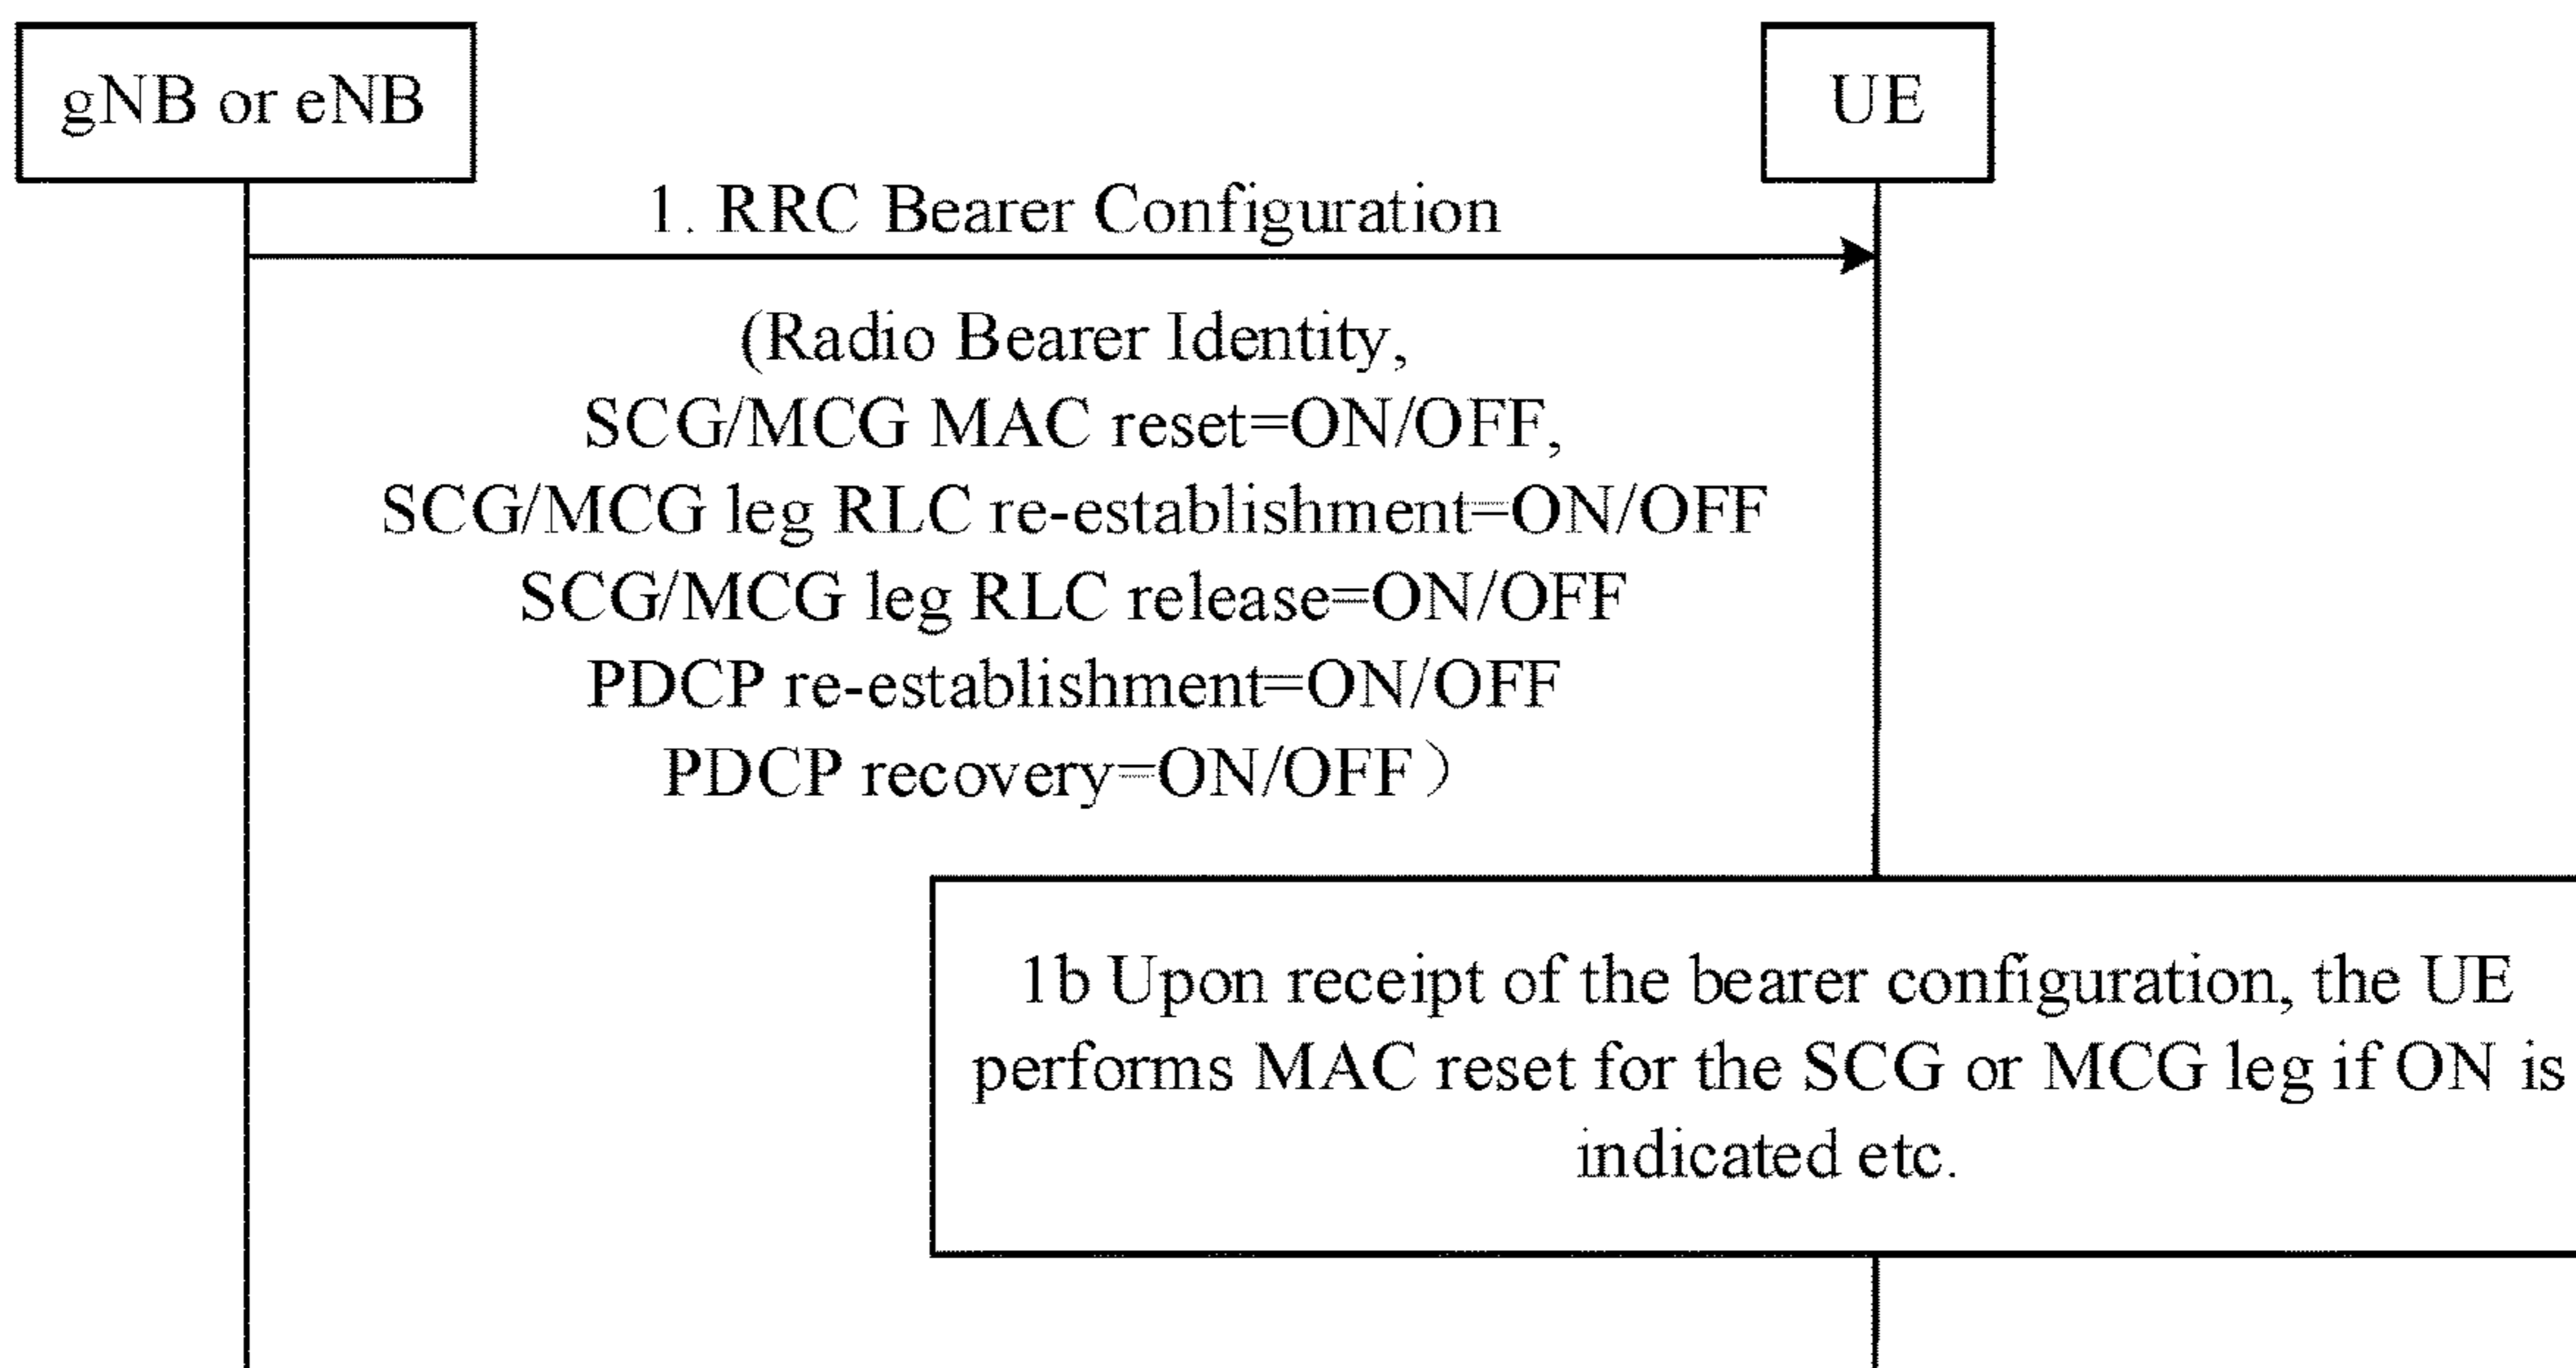 gNB or eNB
UE
1. RRC Bearer Configuration
(Radio Bearer Identity,
SCG/MCG MAC reset=ON/OFF,
SCG/MCG leg RLC re-establishment=ON/OFF
SCG/MCG leg RLC release=ON/OFF
PDCP re-establishment=ON/OFF
PDCP recovery=ON/OFF）
1b Upon receipt of the bearer configuration, the UE
performs MAC reset for the SCG or MCG leg if ON is
indicated etc.